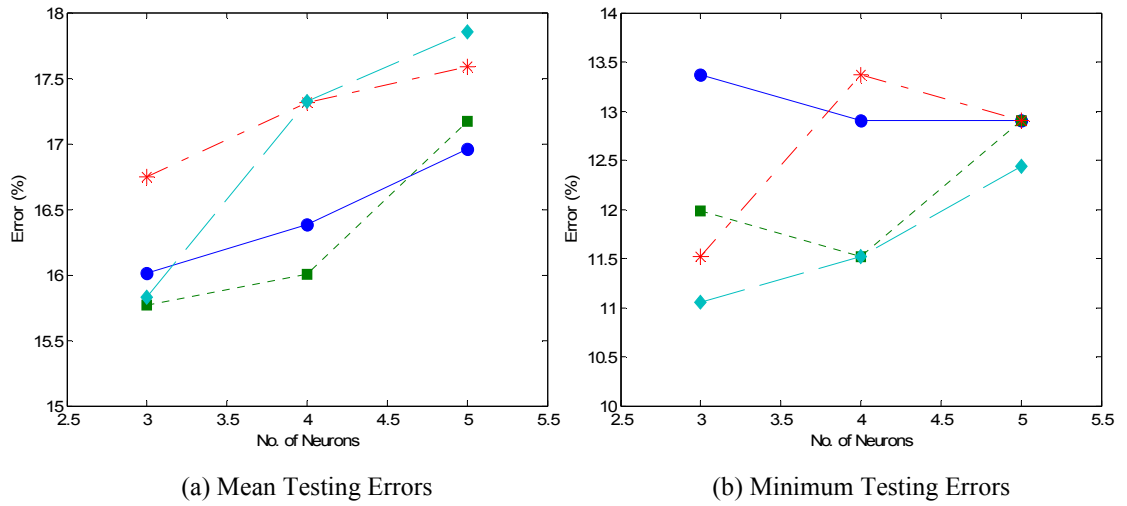 18
17.5
17
16.5
16
15.5
15
Error (%)
2.5 3 3.5 4 4.5 5 5.5
No. of Neurons
(a) Mean Testing Errors
14
13.5
13
12.5
12
11.5
11
10.5
10
Error (%)
2.5 3 3.5 4 4.5 5 5.5
No. of Neurons
(b) Minimum Testing Errors